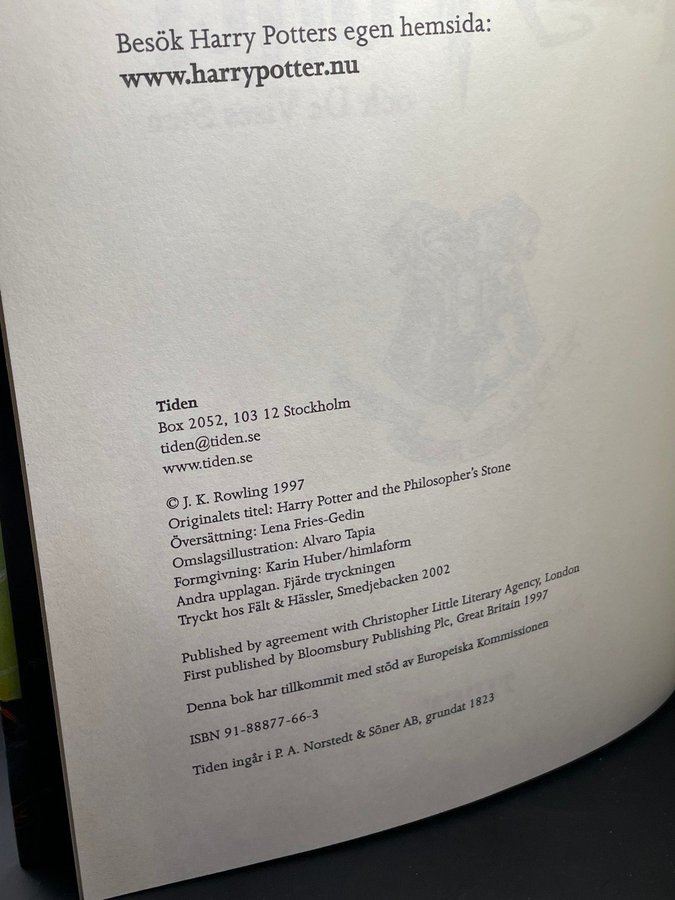 Besök Harry Potters egen hemsida:
www.harrypotter.nu
Tiden
Box 2052, 103 12 Stockholm
tiden@tiden.se
www.tiden.se
© J. K. Rowling 1997
Originalets titel: Harry Potter and the Philosopher's Stone
Översättning: Lena Fries-Gedin
Omslagsillustration: Alvaro Tapia
Formgivning: Karin Huber/himlaform
Andra upplagan. Fjärde tryckningen
Tryckt hos Fält & Hässler, Smedjebacken 2002
Published by agreement with Christopher Little Literary Agency, London
First published by Bloomsbury Publishing Plc, Great Britain 1997
Denna bok har tillkommit med stöd av Europeiska Kommissionen
ISBN 91-88877-66-3
Tiden ingår i P. A. Norstedt & Söner AB, grundat 1823